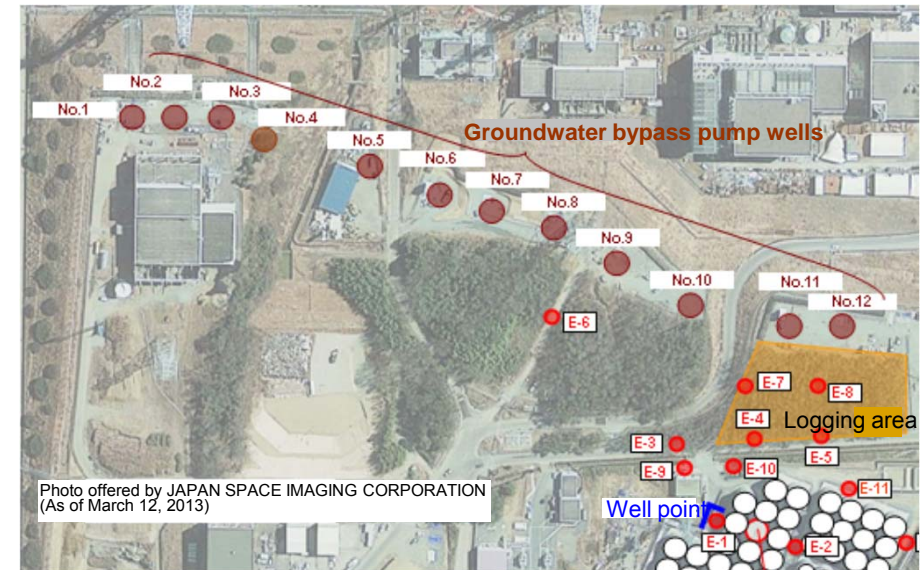 No.2
No.1
No.3
No.4
Groundwater bypass pump wells
No.5
No.6
No.7
No.8
No.9
No.10
No.11
No.12
E-6
E-7
E-8
E-4
Logging area
E-3
E-5
E-9
E-10
Photo offered by JAPAN SPACE IMAGING CORPORATION
(As of March 12, 2013)
E-11
Well point
E-1
E-2